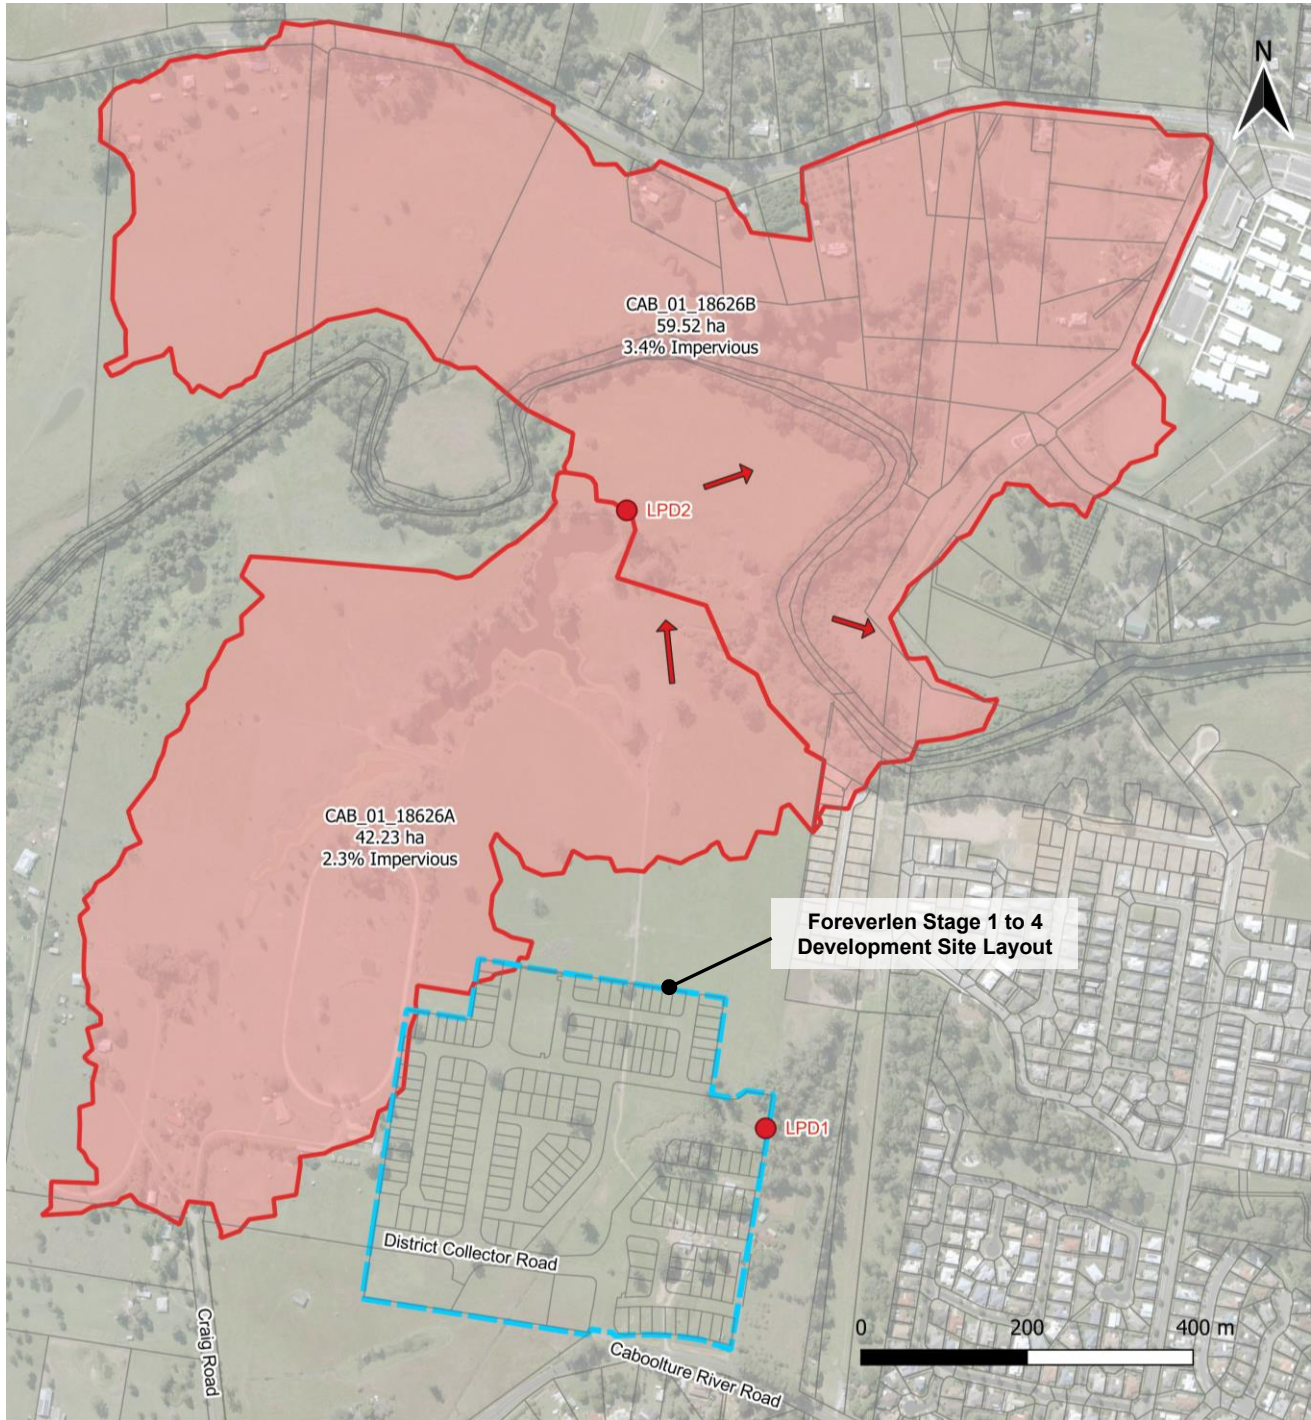 N
CAB_01_18626B
59.52 ha
3.4% Impervious
LPD2
CAB_01_18626A
42.23 ha
2.3% Impervious
Foreverlen Stage 1 to 4
Development Site Layout
LPD1
District Collector Road
Craig Road
Caboolture River Road
0 200 400 m